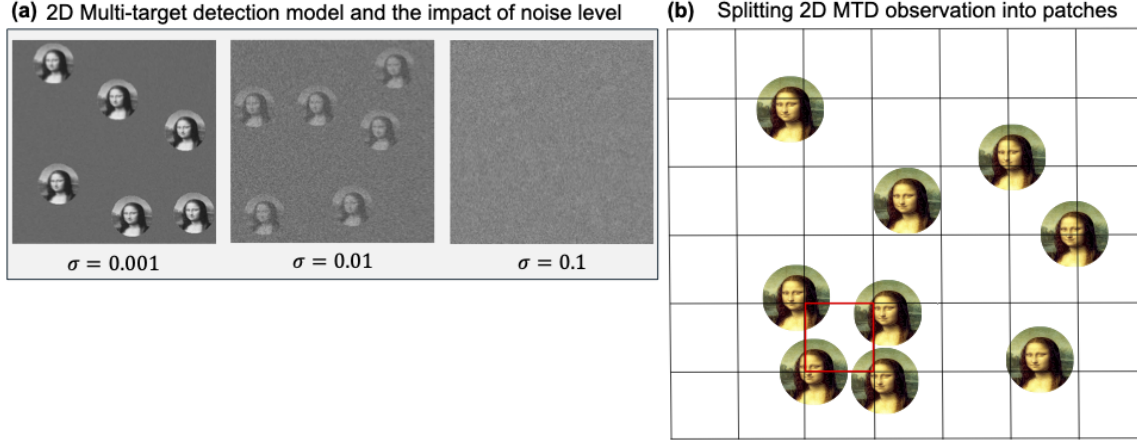 (a) 2D Multi-target detection model and the impact of noise level
σ = 0.001
σ = 0.01
σ = 0.1
(b) Splitting 2D MTD observation into patches